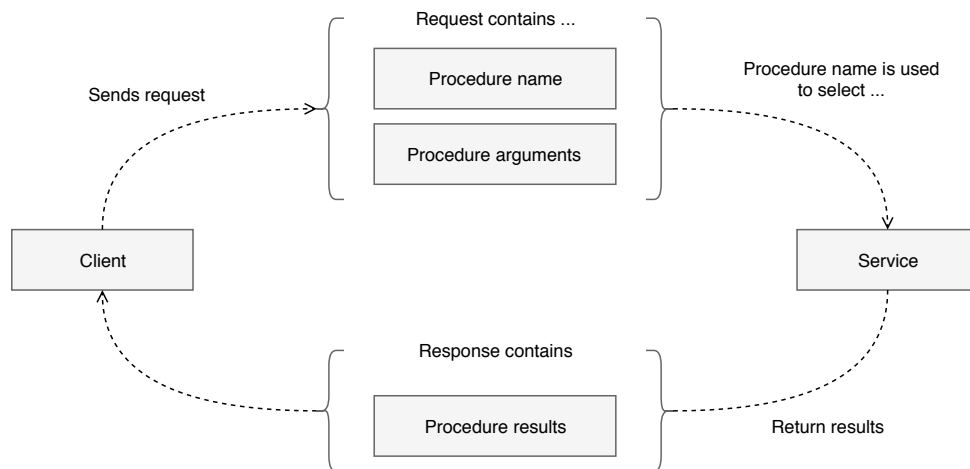 Request contains ...
Procedure name
Procedure name is used
to select ...
Sends request
Procedure arguments
Client
Service
Response contains
Procedure results
Return results